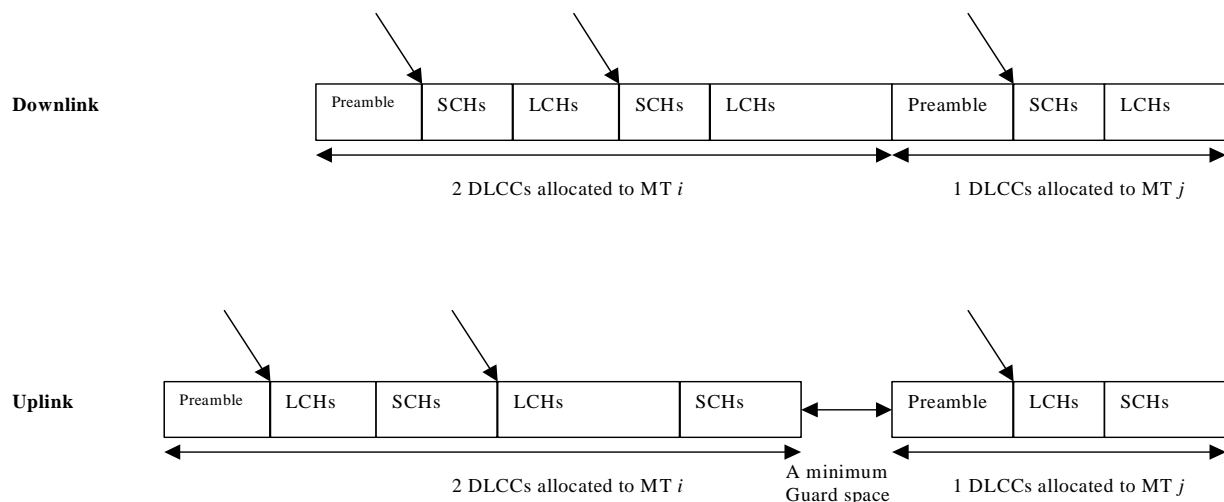 Downlink
Preamble SCHs LCHs SCHs LCHs Preamble SCHs LCHs
2 DLCCs allocated to MT i 1 DLCCs allocated to MT j
Uplink
Preamble LCHs SCHs LCHs SCHs Preamble LCHs SCHs
2 DLCCs allocated to MT i A minimum Guard space 1 DLCCs allocated to MT j